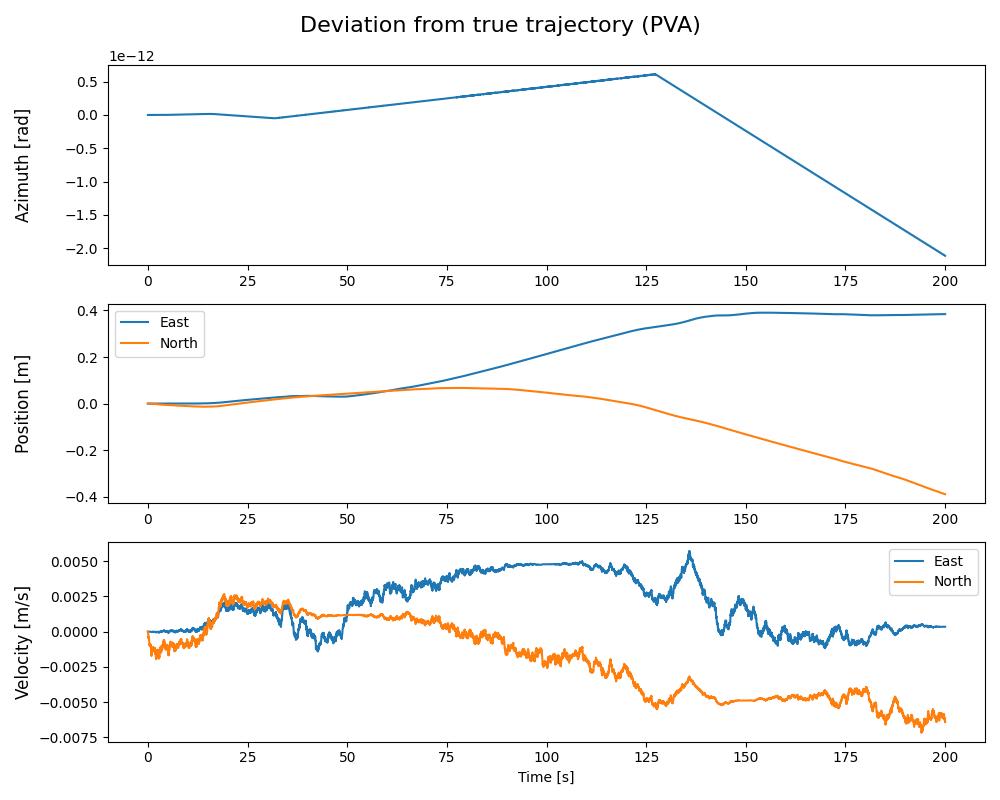 Deviation from true trajectory (PVA)
1e−12
0.5
0.0
−0.5
−1.0
−1.5
−2.0
Azimuth [rad]
0 25 50 75 100 125 150 175 200
0.4
0.2
0.0
−0.2
−0.4
Position [m]
East
North
0 25 50 75 100 125 150 175 200
0.0050
0.0025
0.0000
−0.0025
−0.0050
−0.0075
Velocity [m/s]
East
North
0 25 50 75 100 125 150 175 200
Time [s]